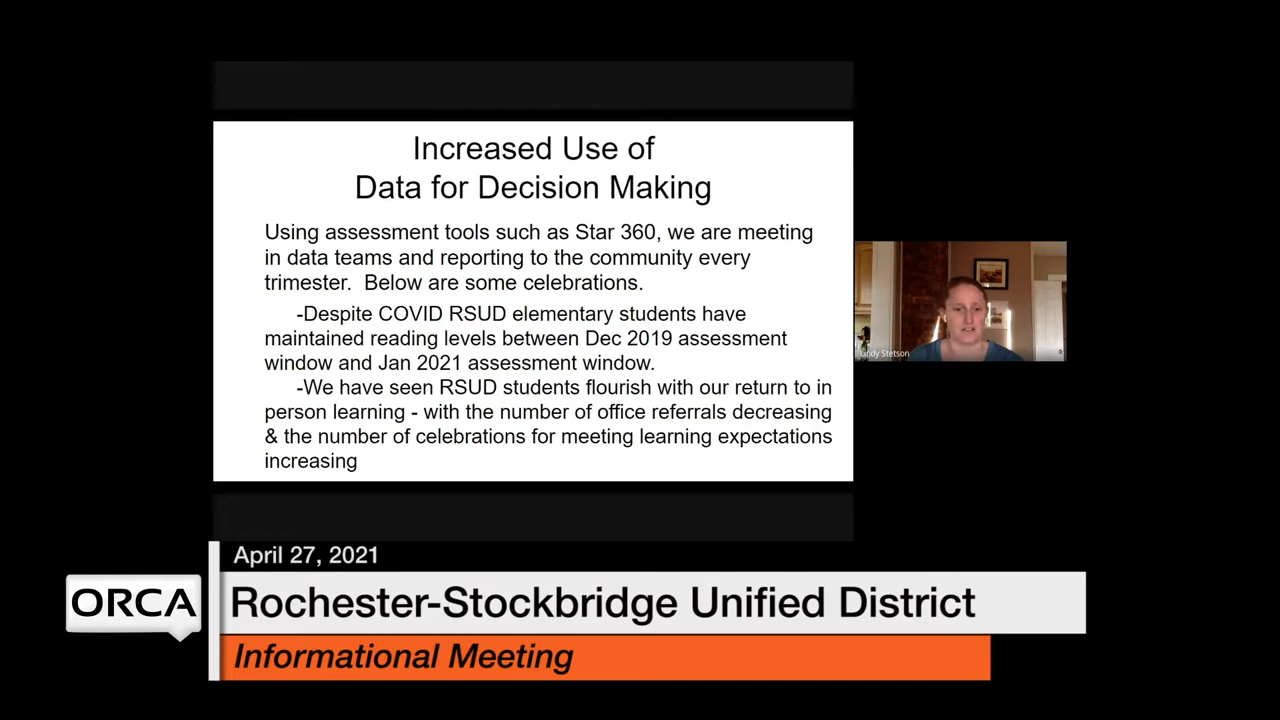 Increased Use of
Data for Decision Making
Using assessment tools such as Star 360, we are meeting
in data teams and reporting to the community every
trimester. Below are some celebrations.
-Despite COVID RSUD elementary students have
maintained reading levels between Dec 2019 assessment
window and Jan 2021 assessment window.
-We have seen RSUD students flourish with our return to in
person learning - with the number of office referrals decreasing
& the number of celebrations for meeting learning expectations
increasing
Lindy Stetson
April 27, 2021
ORCA
Rochester-Stockbridge Unified District
Informational Meeting